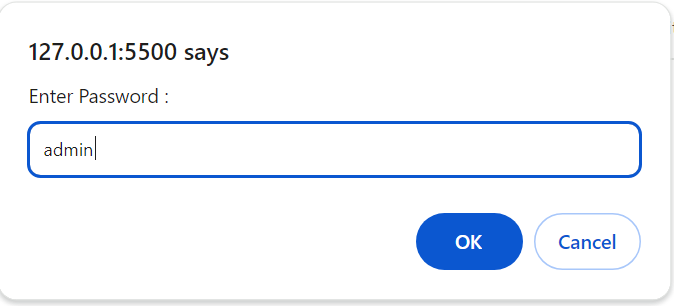 127.0.0.1:5500 says
Enter Password :
admin
OK
Cancel